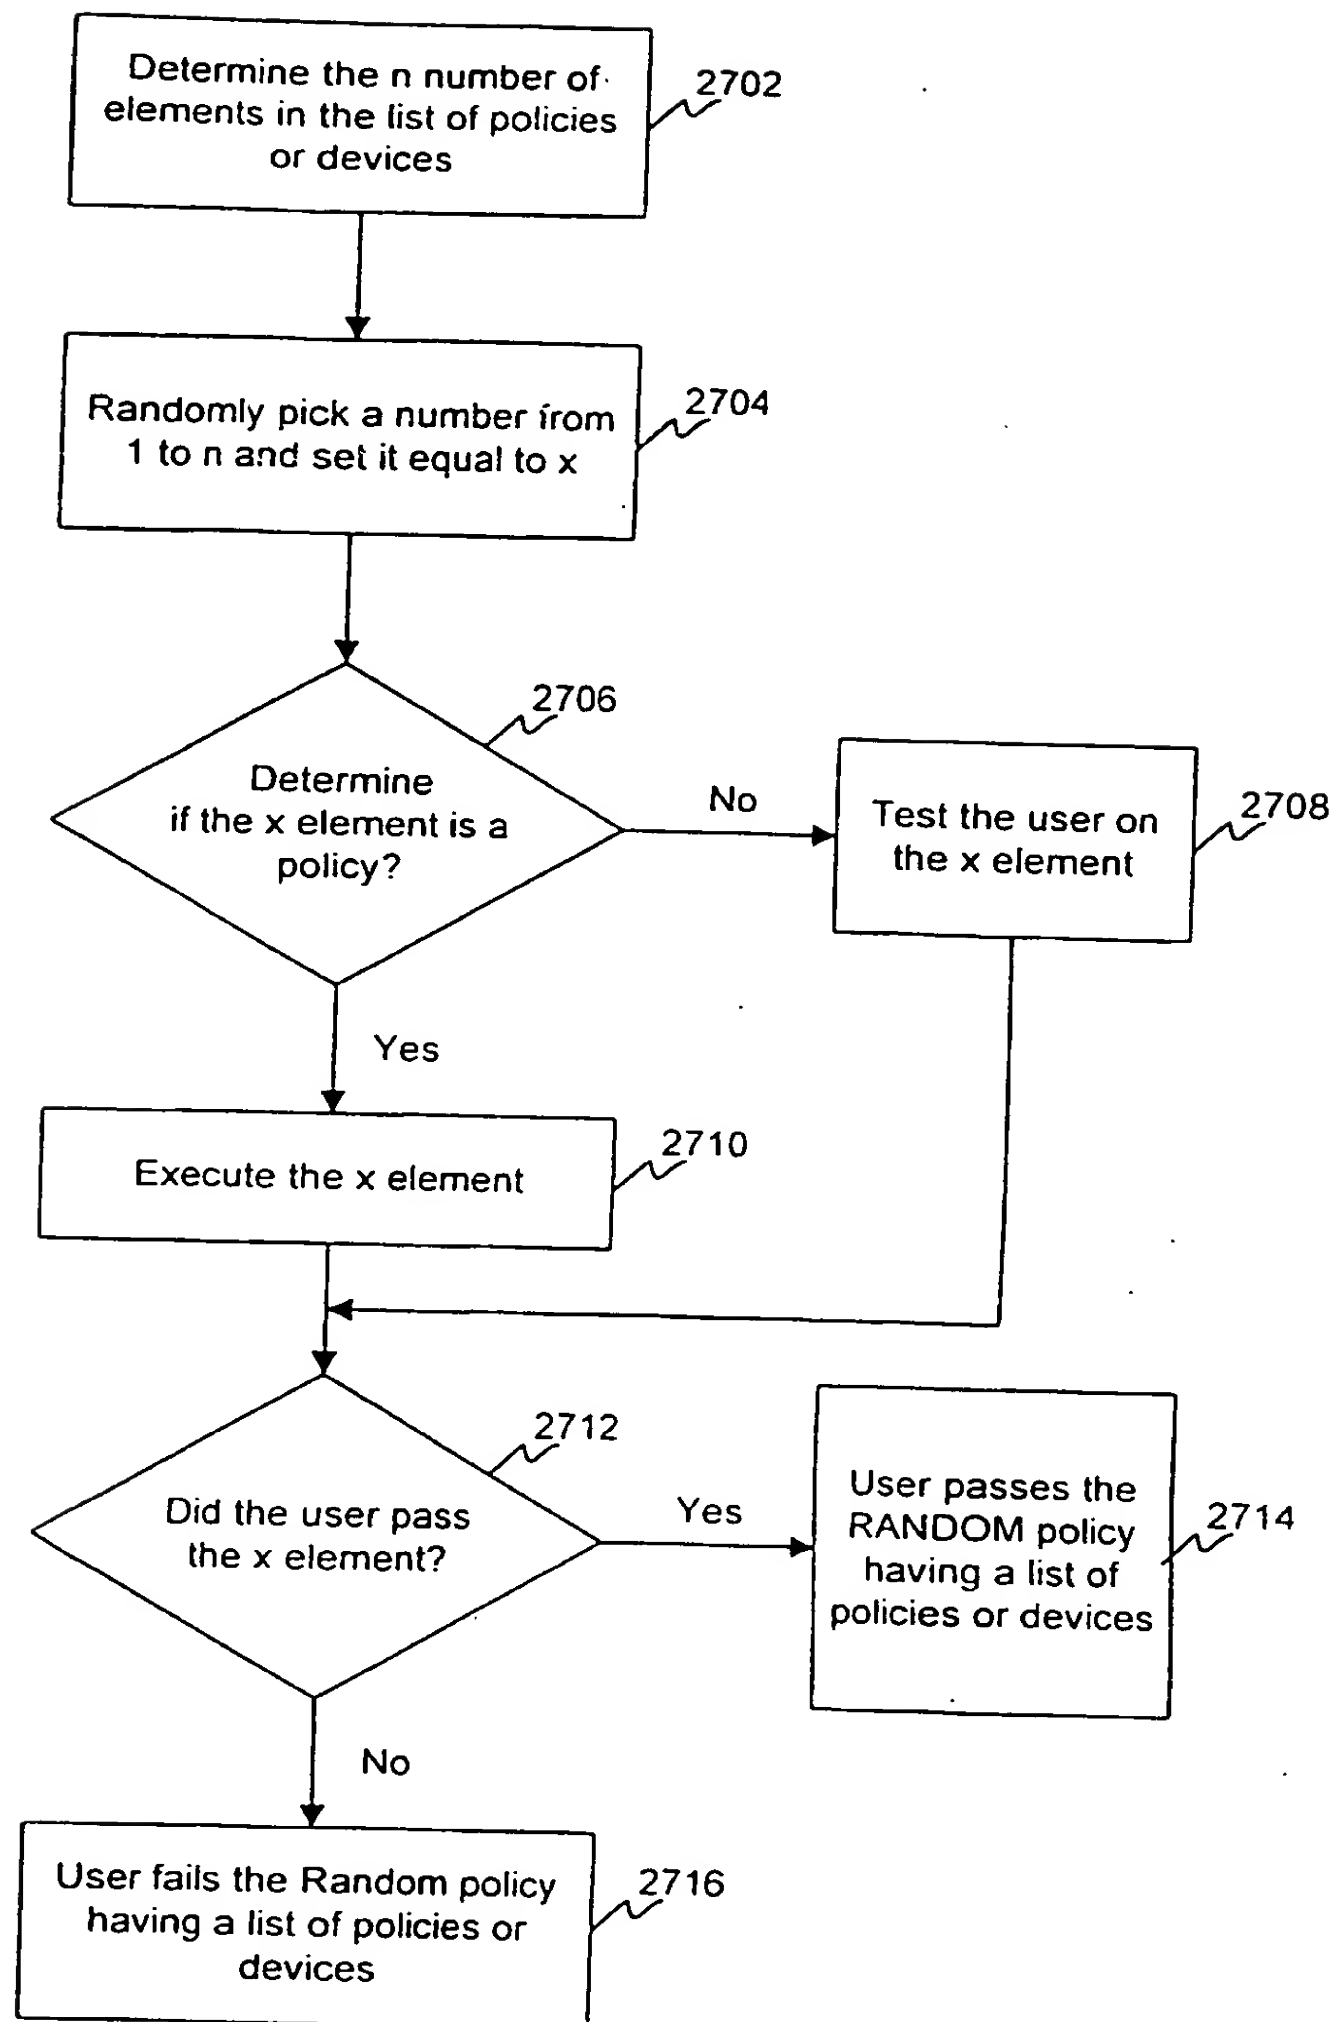 Determine the n number of
elements in the list of policies
or devices
2702
Randomly pick a number from
1 to n and set it equal to x
2704
2706
Determine
if the x element is a
policy?
No
Test the user on
the x element
2708
Yes
Execute the x element
2710
2712
Did the user pass
the x element?
Yes
User passes the
RANDOM policy
having a list of
policies or devices
2714
No
User fails the Random policy
having a list of policies or
devices
2716